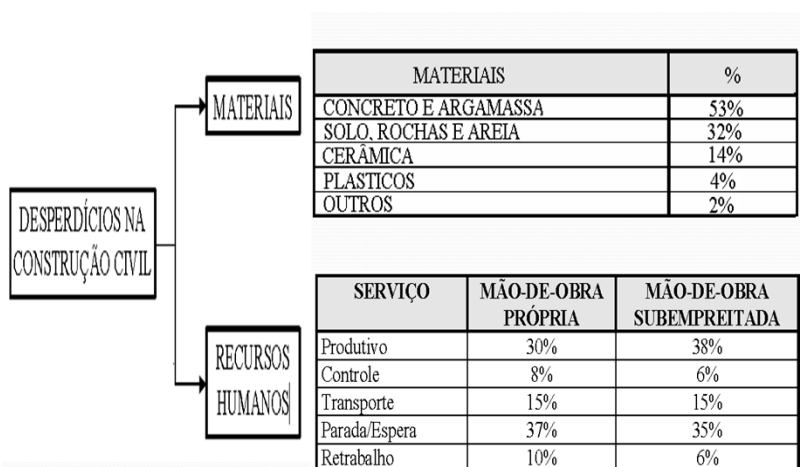 DESPERDÍCIOS NA
CONSTRUÇÃO CIVIL
MATERIAIS
MATERIAIS %
CONCRETO E ARGAMASSA 53%
SOLO, ROCHAS E AREIA 32%
CERÂMICA 14%
PLASTICOS 4%
OUTROS 2%
RECURSOS
HUMANOS
SERVIÇO MÃO-DE-OBRA PRÓPRIA MÃO-DE-OBRA SUBEMPREITADA
Produtivo 30% 38%
Controle 8% 6%
Transporte 15% 15%
Parada/Espera 37% 35%
Retrabalho 10% 6%